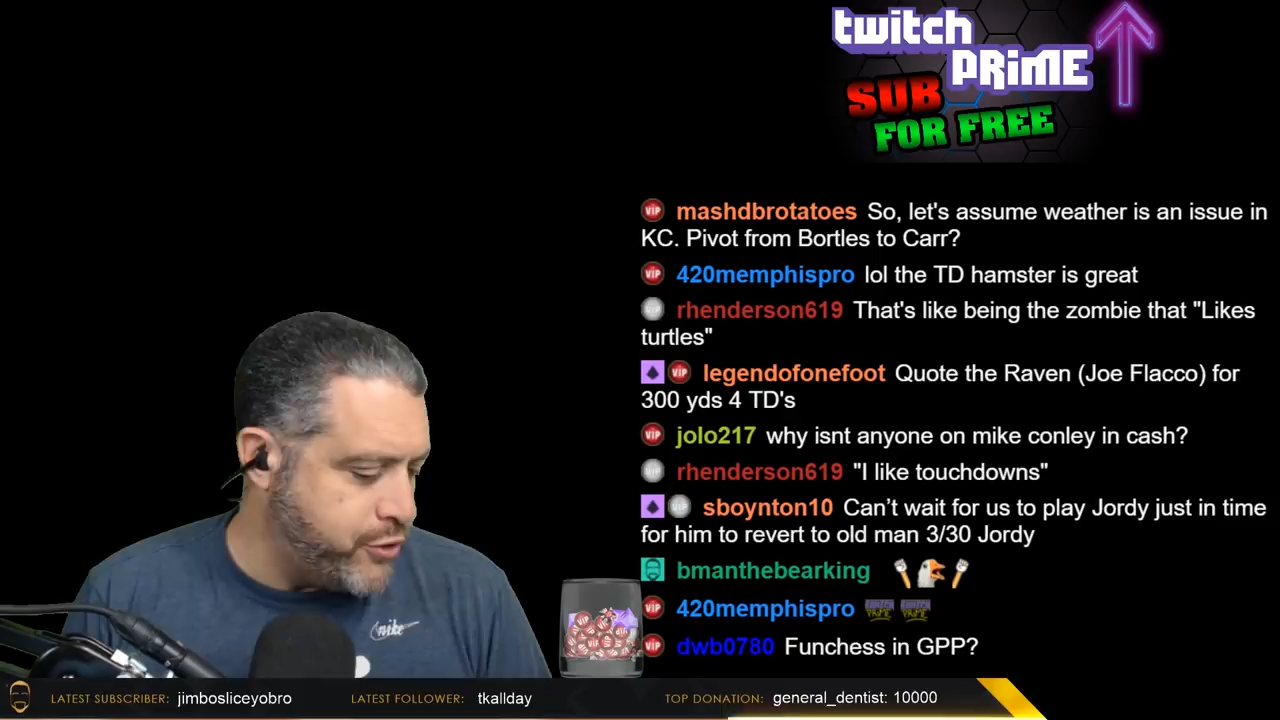 twitch
PRiME
SUB
FOR FREE
mashdbrotatoes So, let's assume weather is an issue in
KC. Pivot from Bortles to Carr?
420memphispro lol the TD hamster is great
rhenderson619 That's like being the zombie that "Likes
turtles"
legendofonefoot Quote the Raven (Joe Flacco) for
300 yds 4 TD's
jolo217 why isnt anyone on mike conley in cash?
rhenderson619 "I like touchdowns"
sboynton10 Can’t wait for us to play Jordy just in time
for him to revert to old man 3/30 Jordy
bmanthebearking
420memphispro
dwb0780 Funchess in GPP?
LATEST SUBSCRIBER: jimbosliceyobro LATEST FOLLOWER: tkallday TOP DONATION: general_dentist: 10000